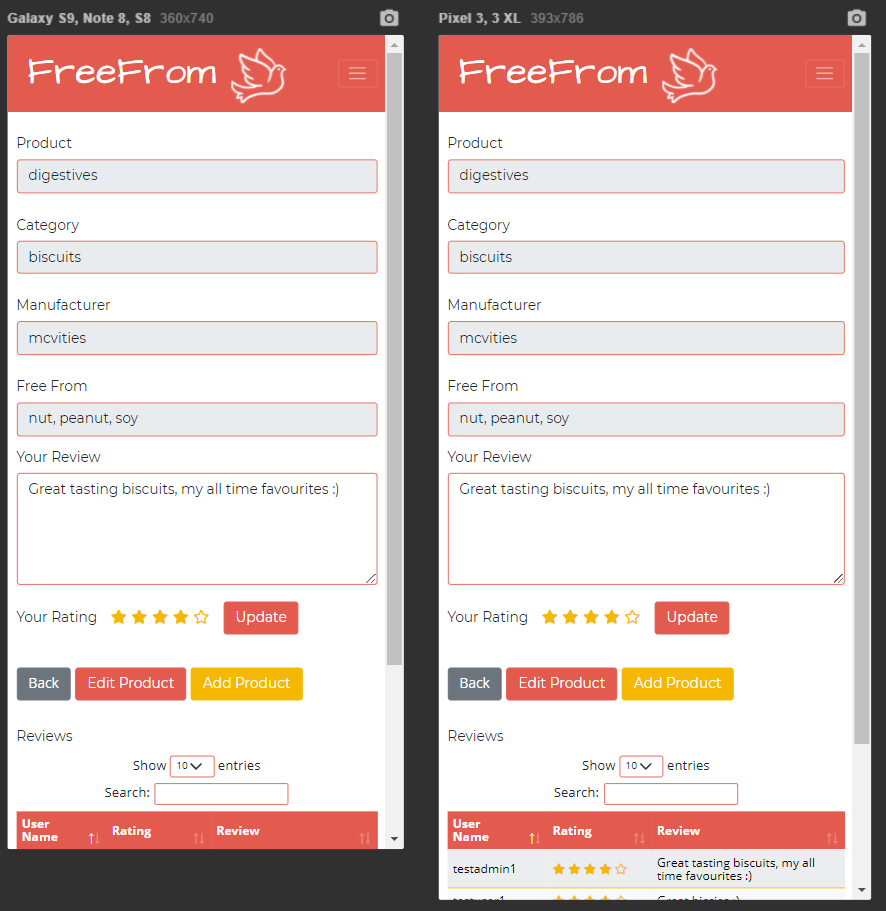 Galaxy S9, Note 8, S8 360x740
FreeFrom
Product
digestives
Category
biscuits
Manufacturer
mcvities
Free From
nut, peanut, soy
Your Review
Great tasting biscuits, my all time favourites :)
Your Rating Update
Back Edit Product Add Product
Reviews
Show 10 entries
Search:
User Name Rating Review
Pixel 3, 3 XL 393x786
FreeFrom
Product
digestives
Category
biscuits
Manufacturer
mcvities
Free From
nut, peanut, soy
Your Review
Great tasting biscuits, my all time favourites :)
Your Rating Update
Back Edit Product Add Product
Reviews
Show 10 entries
Search:
User Name Rating Review
testadmin1 Great tasting biscuits, my all
time favourites :)